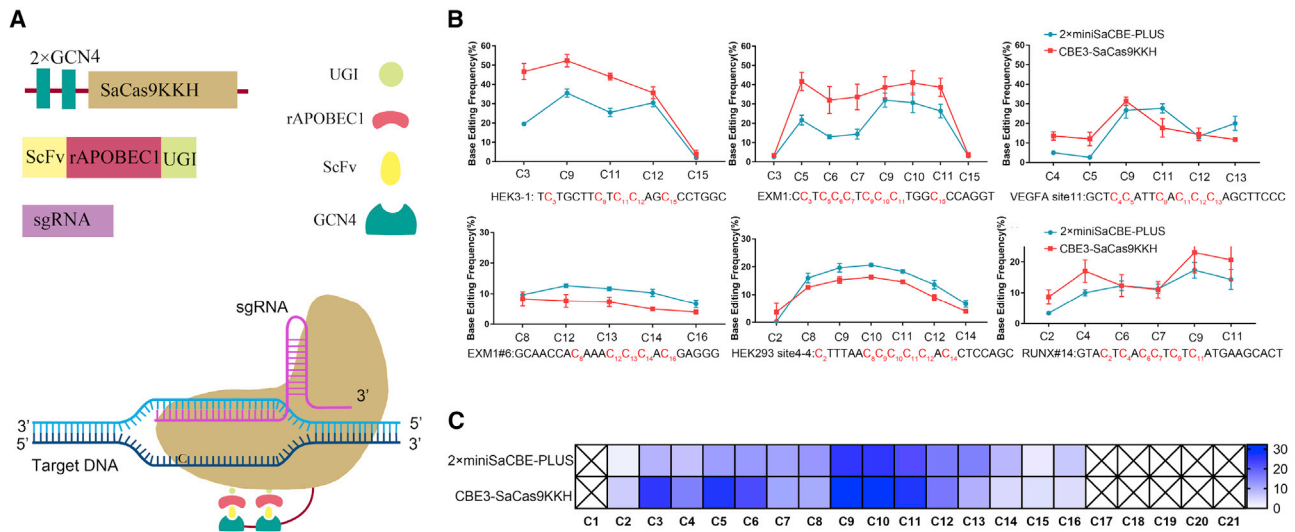 A
2×GCN4
SaCas9KKH
ScFv rAPOBEC1 UGI
sgRNA
UGI
rAPOBEC1
ScFv
GCN4
sgRNA
3'
3'
5'
5'
3'
Target DNA
C
B
Base Editing Frequency(%)
60
50
40
30
20
10
0
C3 C9 C11 C12 C15
HEK3-1: TC3TGCTTC9TC11C12AGC15CCTGGC
Base Editing Frequency(%)
60
50
40
30
20
10
0
C3 C5 C6 C7 C9 C10 C11 C15
EXM1:CC3TC5C6C7TC9C10C11TGGC15CCAGGT
2×miniSaCBE-PLUS
CBE3-SaCas9KKH
Base Editing Frequency(%)
60
50
40
30
20
10
0
C4 C5 C9 C11 C12 C13
VEGFA site11:GCTC4C5ATTC9AC11C12C13AGCTTCCC
Base Editing Frequency(%)
30
20
10
0
C8 C12 C13 C14 C16
EXM1#6:GCAACCAC8AAAC12C13C14AC16GAGGG
Base Editing Frequency(%)
30
20
10
0
C2 C8 C9 C10 C11 C12 C14
HEK293 site4-4:C2TTTAAC8C9C10C11C12AC14CTCCAGC
2×miniSaCBE-PLUS
CBE3-SaCas9KKH
Base Editing Frequency(%)
20
10
0
C2 C4 C6 C7 C9 C11
RUNX#14:GTAC2TC4AC6C7TC9TC11ATGAAGCACT
C
2×miniSaCBE-PLUS
CBE3-SaCas9KKH
30
20
10
0
C1 C2 C3 C4 C5 C6 C7 C8 C9 C10 C11 C12 C13 C14 C15 C16 C17 C18 C19 C20 C21